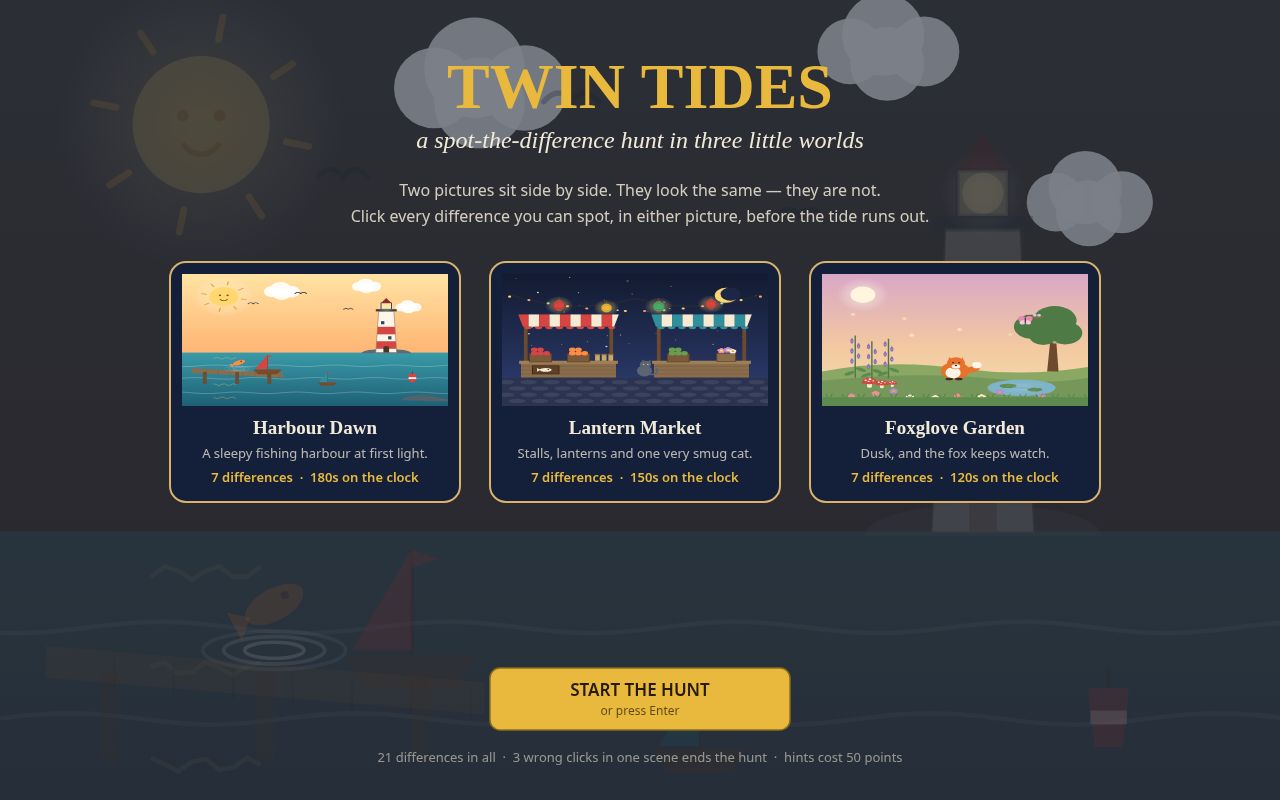 TWIN TIDES
a spot-the-difference hunt in three little worlds
Two pictures sit side by side. They look the same — they are not.
Click every difference you can spot, in either picture, before the tide runs out.
Harbour Dawn
A sleepy fishing harbour at first light.
7 differences · 180s on the clock
Lantern Market
Stalls, lanterns and one very smug cat.
7 differences · 150s on the clock
Foxglove Garden
Dusk, and the fox keeps watch.
7 differences · 120s on the clock
START THE HUNT
or press Enter
21 differences in all · 3 wrong clicks in one scene ends the hunt · hints cost 50 points